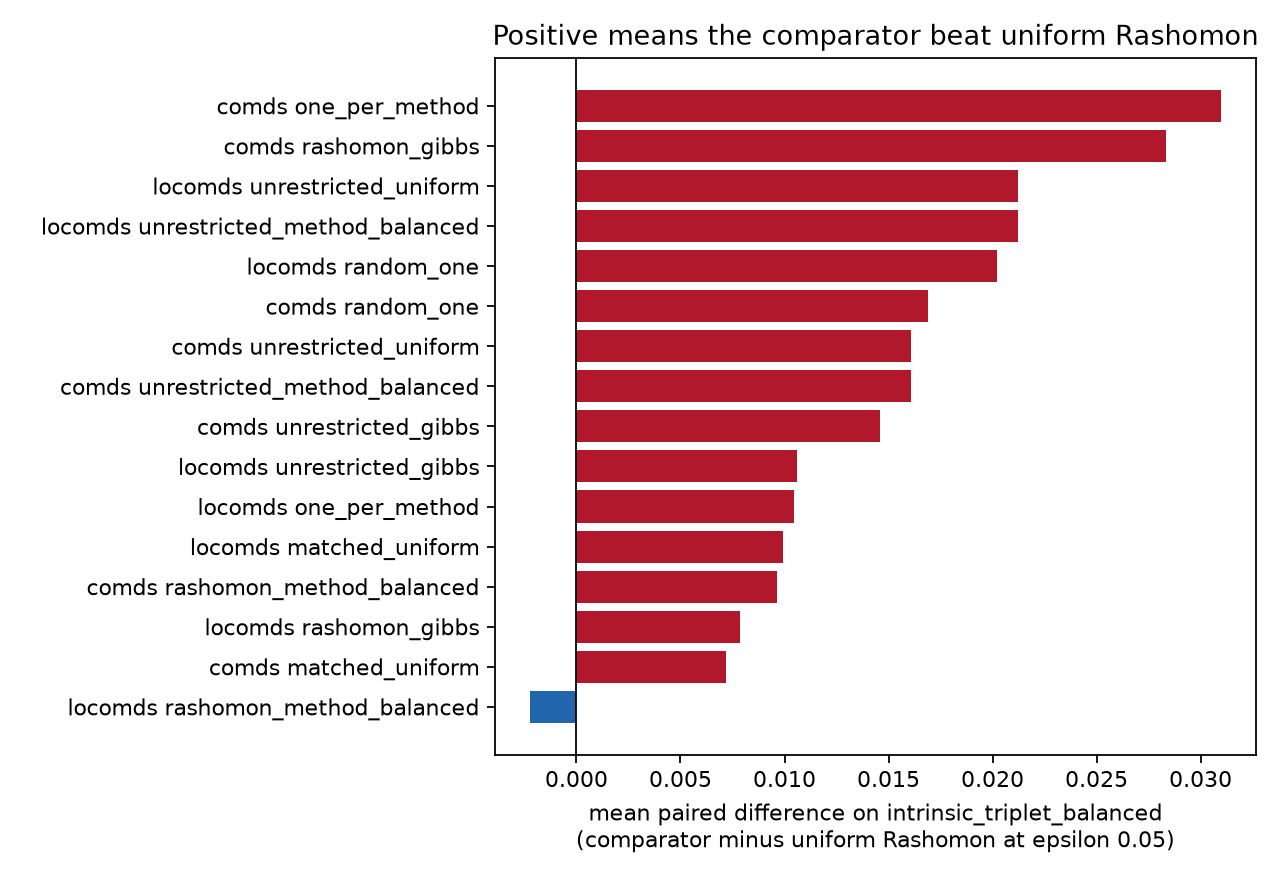 Positive means the comparator beat uniform Rashomon
comds one_per_method
comds rashomon_gibbs
locomds unrestricted_uniform
locomds unrestricted_method_balanced
locomds random_one
comds random_one
comds unrestricted_uniform
comds unrestricted_method_balanced
comds unrestricted_gibbs
locomds unrestricted_gibbs
locomds one_per_method
locomds matched_uniform
comds rashomon_method_balanced
locomds rashomon_gibbs
comds matched_uniform
locomds rashomon_method_balanced
0.000 0.005 0.010 0.015 0.020 0.025 0.030
mean paired difference on intrinsic_triplet_balanced
(comparator minus uniform Rashomon at epsilon 0.05)